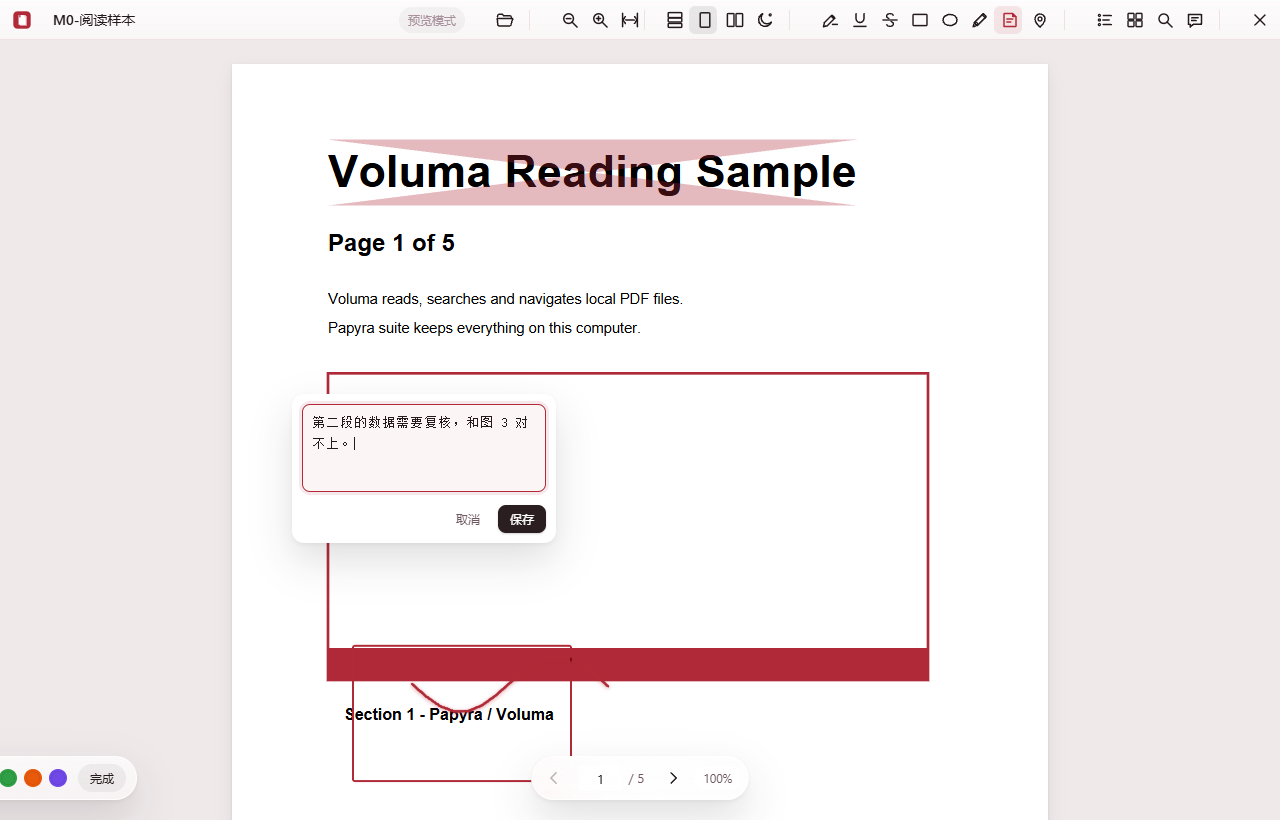 M0-阅读样本
预览模式
Voluma Reading Sample
Page 1 of 5
Voluma reads, searches and navigates local PDF files.
Papyra suite keeps everything on this computer.
第二段的数据需要复核，和图 3 对
不上。
取消
保存
Section 1 - Papyra / Voluma
完成
1 / 5
100%